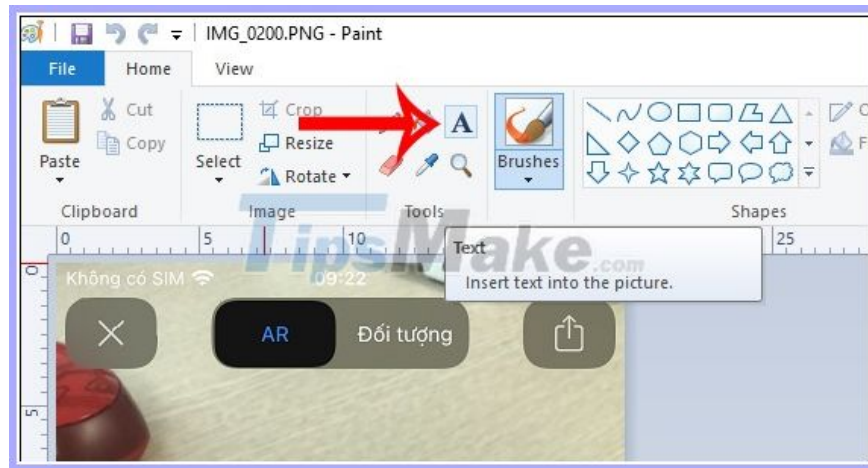 IMG_0200.PNG - Paint
File Home View
Cut
Copy
Paste
Clipboard
Select
Crop
Resize
Rotate
Image
A
Tools
Brushes
Shapes
0 5 10 25
TipsMake.com
Text
Insert text into the picture.
0
5
Không có SIM 09:22
AR Đối tượng